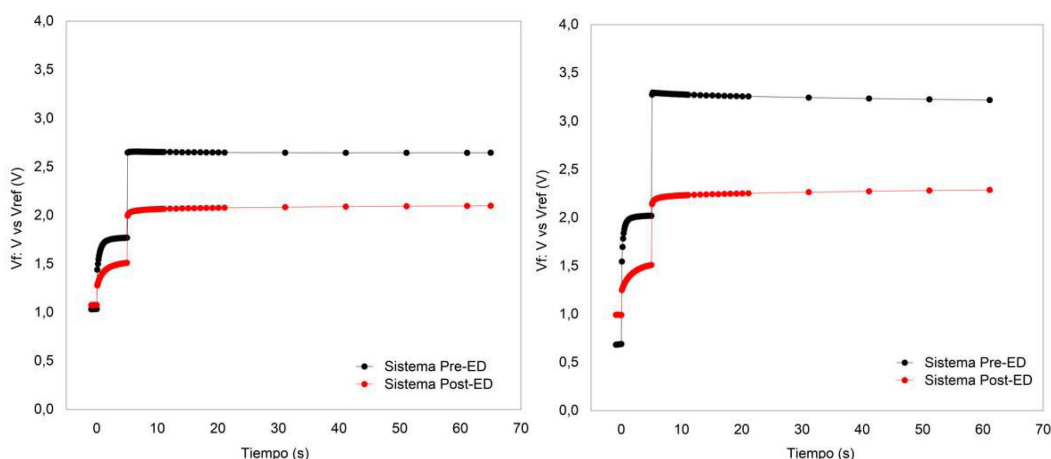 4,0
3,5
3,0
2,5
2,0
1,5
1,0
0,5
0,0
Vf: V vs Vref (V)
0 10 20 30 40 50 60 70
Tiempo (s)
Sistema Pre-ED
Sistema Post-ED
4,0
3,5
3,0
2,5
2,0
1,5
1,0
0,5
0,0
Vf: V vs Vref (V)
0 10 20 30 40 50 60 70
Tiempo (s)
Sistema Pre-ED
Sistema Post-ED